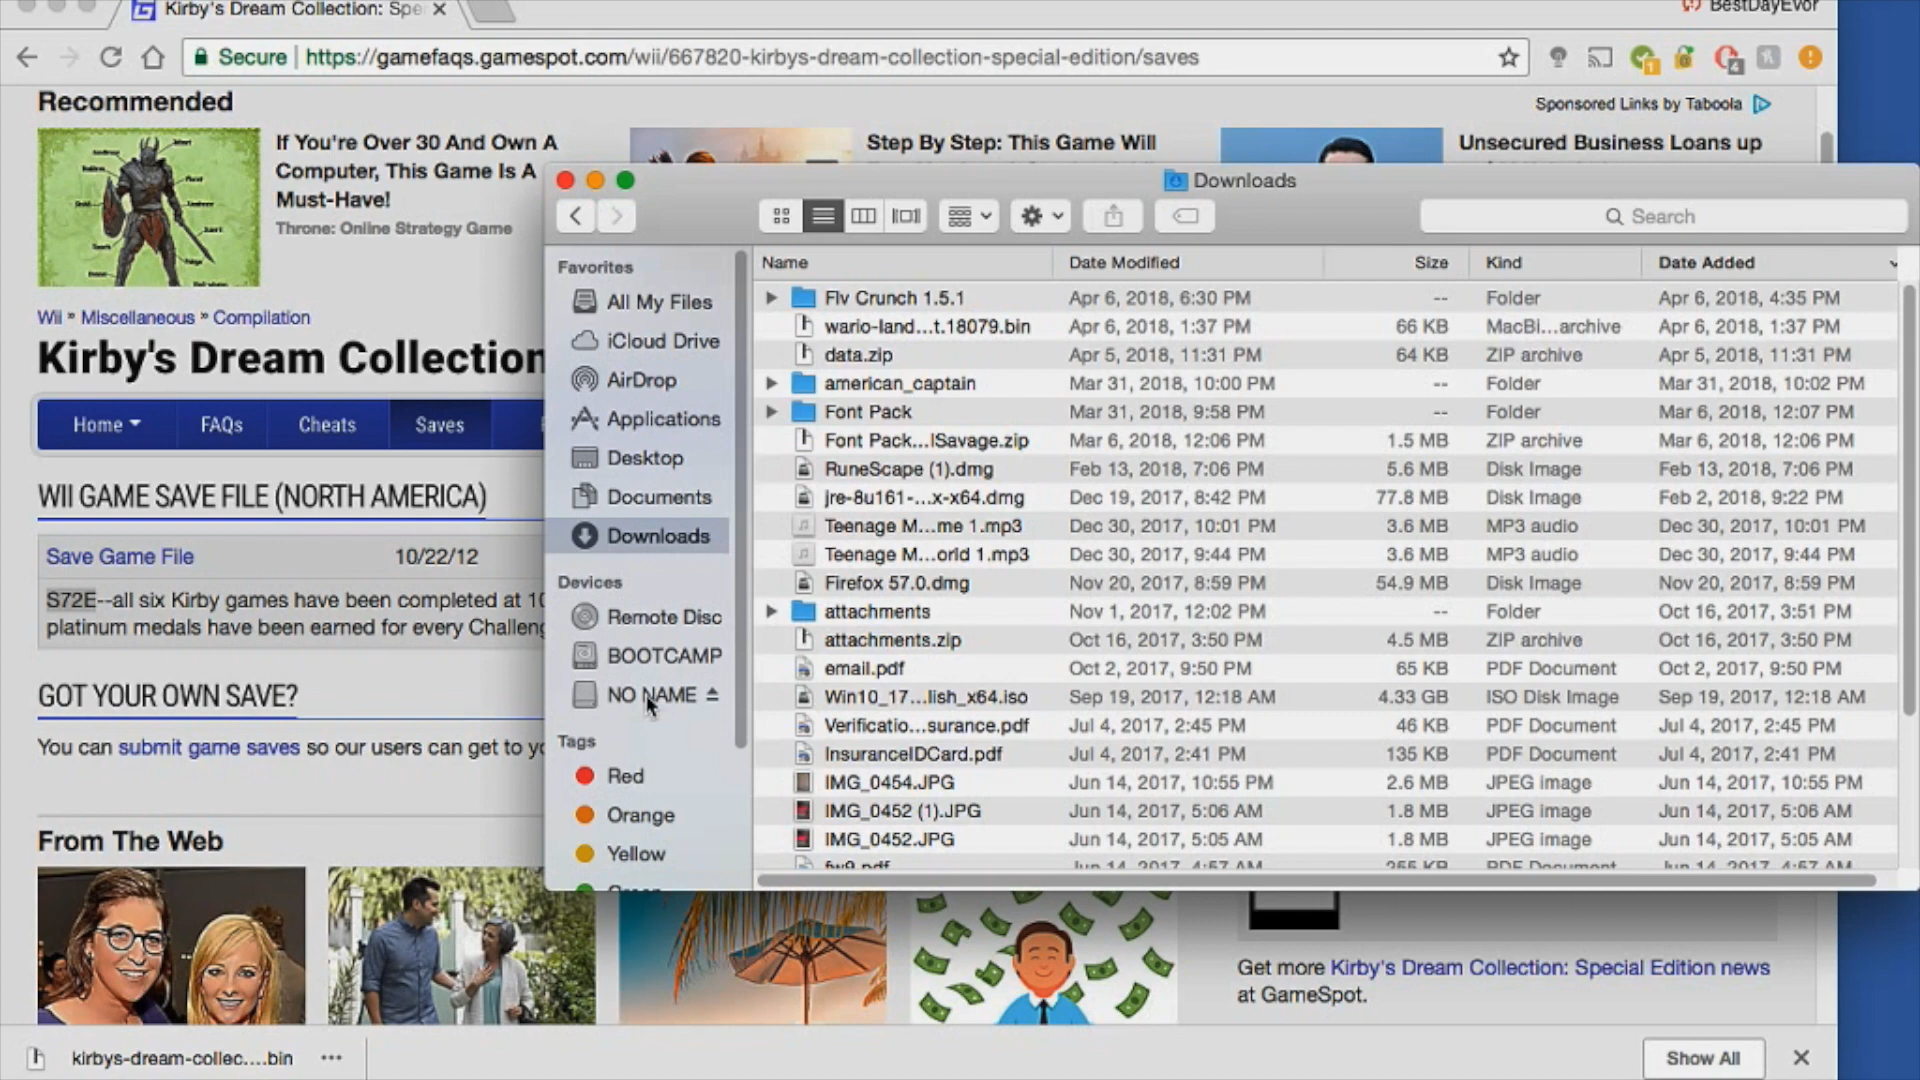 Kirby's Dream Collection: Spe
BestDayEvor
Secure | https://gamefaqs.gamespot.com/wii/667820-kirbys-dream-collection-special-edition/saves
1
4
Recommended
Sponsored Links by Taboola
If You're Over 30 And Own A
Computer, This Game Is A
Must-Have!
Throne: Online Strategy Game
Step By Step: This Game Will
Unsecured Business Loans up
Wii » Miscellaneous » Compilation
Kirby's Dream Collection
Home
FAQs
Cheats
Saves
WII GAME SAVE FILE (NORTH AMERICA)
Save Game File 10/22/12
S72E--all six Kirby games have been completed at 10
platinum medals have been earned for every Challeng
GOT YOUR OWN SAVE?
You can submit game saves so our users can get to yo
From The Web
Downloads
Search
Favorites
All My Files
iCloud Drive
AirDrop
Applications
Desktop
Documents
Downloads
Devices
Remote Disc
BOOTCAMP
NO NAME
Tags
Red
Orange
Yellow
Green
Name Date Modified Size Kind Date Added
Flv Crunch 1.5.1 Apr 6, 2018, 6:30 PM -- Folder Apr 6, 2018, 4:35 PM
wario-land...t.18079.bin Apr 6, 2018, 1:37 PM 66 KB MacBi...archive Apr 6, 2018, 1:37 PM
data.zip Apr 5, 2018, 11:31 PM 64 KB ZIP archive Apr 5, 2018, 11:31 PM
american_captain Mar 31, 2018, 10:00 PM -- Folder Mar 31, 2018, 10:02 PM
Font Pack Mar 31, 2018, 9:58 PM -- Folder Mar 6, 2018, 12:07 PM
Font Pack...lSavage.zip Mar 6, 2018, 12:06 PM 1.5 MB ZIP archive Mar 6, 2018, 12:06 PM
RuneScape (1).dmg Feb 13, 2018, 7:06 PM 5.6 MB Disk Image Feb 13, 2018, 7:06 PM
jre-8u161-...x-x64.dmg Dec 19, 2017, 8:42 PM 77.8 MB Disk Image Feb 2, 2018, 9:22 PM
Teenage M...me 1.mp3 Dec 30, 2017, 10:01 PM 3.6 MB MP3 audio Dec 30, 2017, 10:01 PM
Teenage M...orld 1.mp3 Dec 30, 2017, 9:44 PM 3.6 MB MP3 audio Dec 30, 2017, 9:44 PM
Firefox 57.0.dmg Nov 20, 2017, 8:59 PM 54.9 MB Disk Image Nov 20, 2017, 8:59 PM
attachments Nov 1, 2017, 12:02 PM -- Folder Oct 16, 2017, 3:51 PM
attachments.zip Oct 16, 2017, 3:50 PM 4.5 MB ZIP archive Oct 16, 2017, 3:50 PM
email.pdf Oct 2, 2017, 9:50 PM 65 KB PDF Document Oct 2, 2017, 9:50 PM
Win10_17...lish_x64.iso Sep 19, 2017, 12:18 AM 4.33 GB ISO Disk Image Sep 19, 2017, 12:18 AM
Verificatio...surance.pdf Jul 4, 2017, 2:45 PM 46 KB PDF Document Jul 4, 2017, 2:45 PM
InsuranceIDCard.pdf Jul 4, 2017, 2:41 PM 135 KB PDF Document Jul 4, 2017, 2:41 PM
IMG_0454.JPG Jun 14, 2017, 10:55 PM 2.6 MB JPEG image Jun 14, 2017, 10:55 PM
IMG_0452 (1).JPG Jun 14, 2017, 5:06 AM 1.8 MB JPEG image Jun 14, 2017, 5:06 AM
IMG_0452.JPG Jun 14, 2017, 5:05 AM 1.8 MB JPEG image Jun 14, 2017, 5:05 AM
fw9.pdf Jun 14, 2017, 4:57 AM 255 KB PDF Document Jun 14, 2017, 4:57 AM
Get more Kirby's Dream Collection: Special Edition news
at GameSpot.
kirbys-dream-collec....bin
Show All